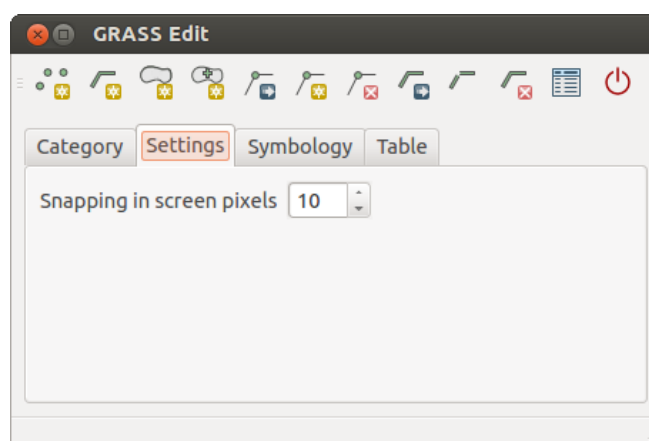 GRASS Edit
Category Settings Symbology Table
Snapping in screen pixels 10